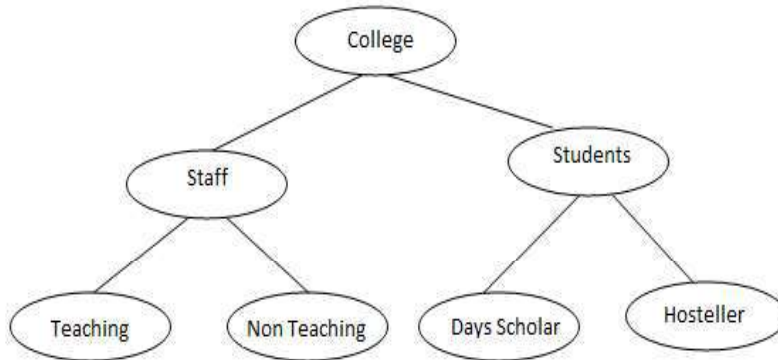 College
Staff
Students
Teaching
Non Teaching
Days Scholar
Hosteller